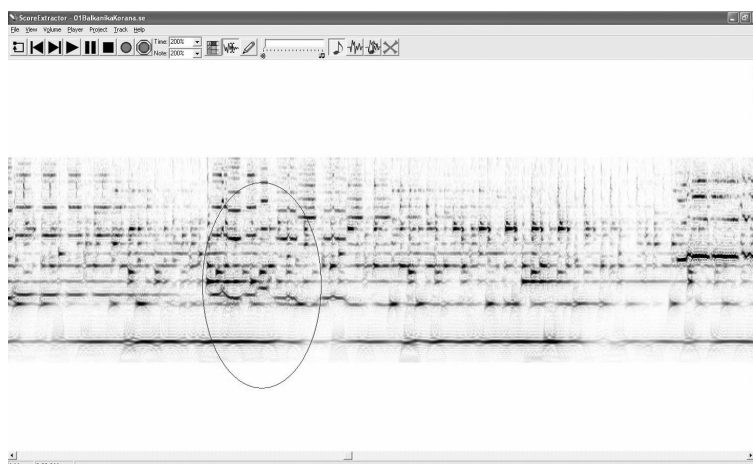 ScoreExtractor - 01BalkanikaKorana.se
File View Volume Player Project Track Help
Time: 200%
Note: 200%